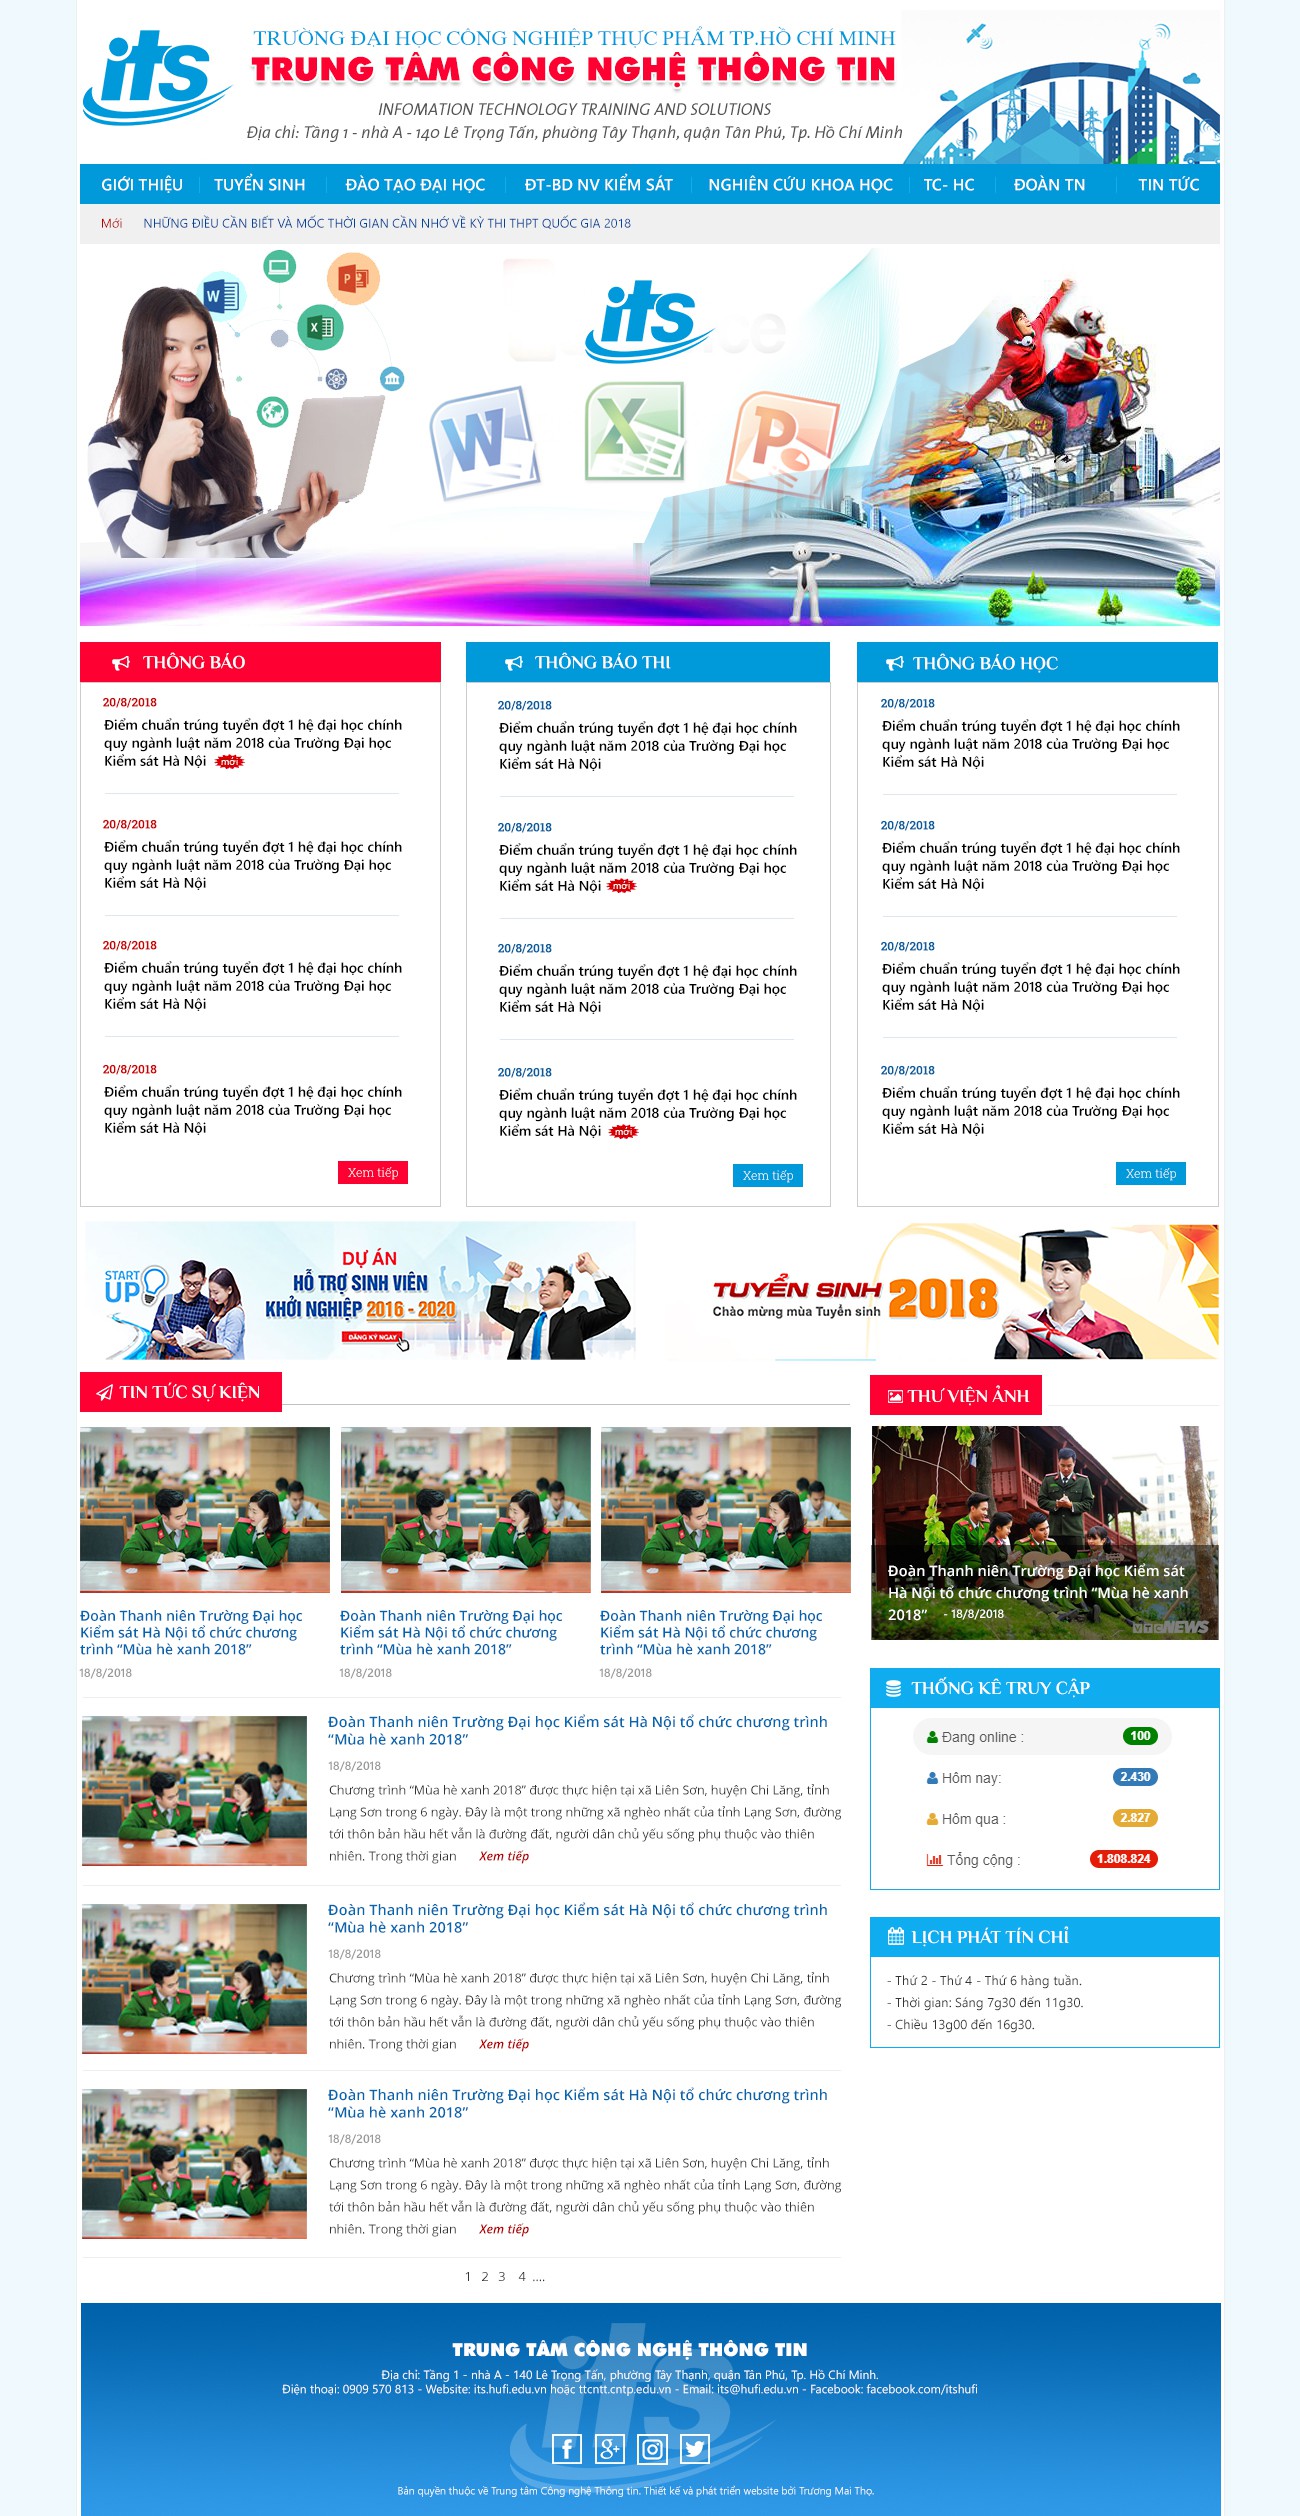 its
TRƯỜNG ĐẠI HỌC CÔNG NGHIỆP THỰC PHẨM TP.HỒ CHÍ MINH
TRUNG TÂM CÔNG NGHỆ THÔNG TIN
INFOMATION TECHNOLOGY TRAINING AND SOLUTIONS
Địa chỉ: Tầng 1 - nhà A - 140 Lê Trọng Tấn, phường Tây Thạnh, quận Tân Phú, Tp. Hồ Chí Minh
GIỚI THIỆU TUYỂN SINH ĐÀO TẠO ĐẠI HỌC ĐT-BD NV KIỂM SÁT NGHIÊN CỨU KHOA HỌC TC- HC ĐOÀN TN TIN TỨC
Mới NHỮNG ĐIỀU CẦN BIẾT VÀ MỐC THỜI GIAN CẦN NHỚ VỀ KỲ THI THPT QUỐC GIA 2018
W P X
its
W X P
THÔNG BÁO
20/8/2018
Điểm chuẩn trúng tuyển đợt 1 hệ đại học chính
quy ngành luật năm 2018 của Trường Đại học
Kiểm sát Hà Nội mới
20/8/2018
Điểm chuẩn trúng tuyển đợt 1 hệ đại học chính
quy ngành luật năm 2018 của Trường Đại học
Kiểm sát Hà Nội
20/8/2018
Điểm chuẩn trúng tuyển đợt 1 hệ đại học chính
quy ngành luật năm 2018 của Trường Đại học
Kiểm sát Hà Nội
20/8/2018
Điểm chuẩn trúng tuyển đợt 1 hệ đại học chính
quy ngành luật năm 2018 của Trường Đại học
Kiểm sát Hà Nội
Xem tiếp
THÔNG BÁO THI
20/8/2018
Điểm chuẩn trúng tuyển đợt 1 hệ đại học chính
quy ngành luật năm 2018 của Trường Đại học
Kiểm sát Hà Nội
20/8/2018
Điểm chuẩn trúng tuyển đợt 1 hệ đại học chính
quy ngành luật năm 2018 của Trường Đại học
Kiểm sát Hà Nội mới
20/8/2018
Điểm chuẩn trúng tuyển đợt 1 hệ đại học chính
quy ngành luật năm 2018 của Trường Đại học
Kiểm sát Hà Nội
20/8/2018
Điểm chuẩn trúng tuyển đợt 1 hệ đại học chính
quy ngành luật năm 2018 của Trường Đại học
Kiểm sát Hà Nội mới
Xem tiếp
THÔNG BÁO HỌC
20/8/2018
Điểm chuẩn trúng tuyển đợt 1 hệ đại học chính
quy ngành luật năm 2018 của Trường Đại học
Kiểm sát Hà Nội
20/8/2018
Điểm chuẩn trúng tuyển đợt 1 hệ đại học chính
quy ngành luật năm 2018 của Trường Đại học
Kiểm sát Hà Nội
20/8/2018
Điểm chuẩn trúng tuyển đợt 1 hệ đại học chính
quy ngành luật năm 2018 của Trường Đại học
Kiểm sát Hà Nội
20/8/2018
Điểm chuẩn trúng tuyển đợt 1 hệ đại học chính
quy ngành luật năm 2018 của Trường Đại học
Kiểm sát Hà Nội
Xem tiếp
START
UP
DỰ ÁN
HỖ TRỢ SINH VIÊN
KHỞI NGHIỆP 2016 - 2020
ĐĂNG KÝ NGAY
TUYỂN SINH 2018
Chào mừng mùa Tuyển sinh
TIN TỨC SỰ KIỆN
Đoàn Thanh niên Trường Đại học
Kiểm sát Hà Nội tổ chức chương
trình “Mùa hè xanh 2018”
18/8/2018
Đoàn Thanh niên Trường Đại học
Kiểm sát Hà Nội tổ chức chương
trình “Mùa hè xanh 2018”
18/8/2018
Đoàn Thanh niên Trường Đại học
Kiểm sát Hà Nội tổ chức chương
trình “Mùa hè xanh 2018”
18/8/2018
Đoàn Thanh niên Trường Đại học Kiểm sát Hà Nội tổ chức chương trình
“Mùa hè xanh 2018”
18/8/2018
Chương trình “Mùa hè xanh 2018” được thực hiện tại xã Liên Sơn, huyện Chi Lăng, tỉnh
Lạng Sơn trong 6 ngày. Đây là một trong những xã nghèo nhất của tỉnh Lạng Sơn, đường
tới thôn bản hầu hết vẫn là đường đất, người dân chủ yếu sống phụ thuộc vào thiên
nhiên. Trong thời gian Xem tiếp
Đoàn Thanh niên Trường Đại học Kiểm sát Hà Nội tổ chức chương trình
“Mùa hè xanh 2018”
18/8/2018
Chương trình “Mùa hè xanh 2018” được thực hiện tại xã Liên Sơn, huyện Chi Lăng, tỉnh
Lạng Sơn trong 6 ngày. Đây là một trong những xã nghèo nhất của tỉnh Lạng Sơn, đường
tới thôn bản hầu hết vẫn là đường đất, người dân chủ yếu sống phụ thuộc vào thiên
nhiên. Trong thời gian Xem tiếp
Đoàn Thanh niên Trường Đại học Kiểm sát Hà Nội tổ chức chương trình
“Mùa hè xanh 2018”
18/8/2018
Chương trình “Mùa hè xanh 2018” được thực hiện tại xã Liên Sơn, huyện Chi Lăng, tỉnh
Lạng Sơn trong 6 ngày. Đây là một trong những xã nghèo nhất của tỉnh Lạng Sơn, đường
tới thôn bản hầu hết vẫn là đường đất, người dân chủ yếu sống phụ thuộc vào thiên
nhiên. Trong thời gian Xem tiếp
1 2 3 4 ....
THƯ VIỆN ẢNH
Đoàn Thanh niên Trường Đại học Kiểm sát
Hà Nội tổ chức chương trình “Mùa hè xanh
2018” - 18/8/2018
VTC NEWS
THỐNG KÊ TRUY CẬP
Đang online : 100
Hôm nay: 2.430
Hôm qua : 2.827
Tổng cộng : 1.808.824
LỊCH PHÁT TÍN CHỈ
- Thứ 2 - Thứ 4 - Thứ 6 hàng tuần.
- Thời gian: Sáng 7g30 đến 11g30.
- Chiều 13g00 đến 16g30.
its
TRUNG TÂM CÔNG NGHỆ THÔNG TIN
Địa chỉ: Tầng 1 - nhà A - 140 Lê Trọng Tấn, phường Tây Thạnh, quận Tân Phú, Tp. Hồ Chí Minh.
Điện thoại: 0909 570 813 - Website: its.hufi.edu.vn hoặc ttcntt.cntp.edu.vn - Email: its@hufi.edu.vn - Facebook: facebook.com/itshufi
Bản quyền thuộc về Trung tâm Công nghệ Thông tin. Thiết kế và phát triển website bởi Trương Mai Thọ.